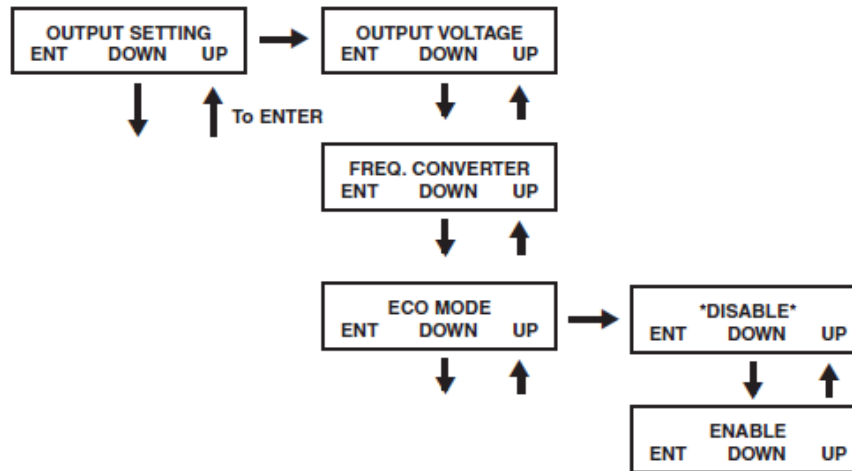 OUTPUT SETTING
ENT DOWN UP
OUTPUT VOLTAGE
ENT DOWN UP
To ENTER
FREQ. CONVERTER
ENT DOWN UP
ECO MODE
ENT DOWN UP
*DISABLE*
ENT DOWN UP
ENABLE
ENT DOWN UP